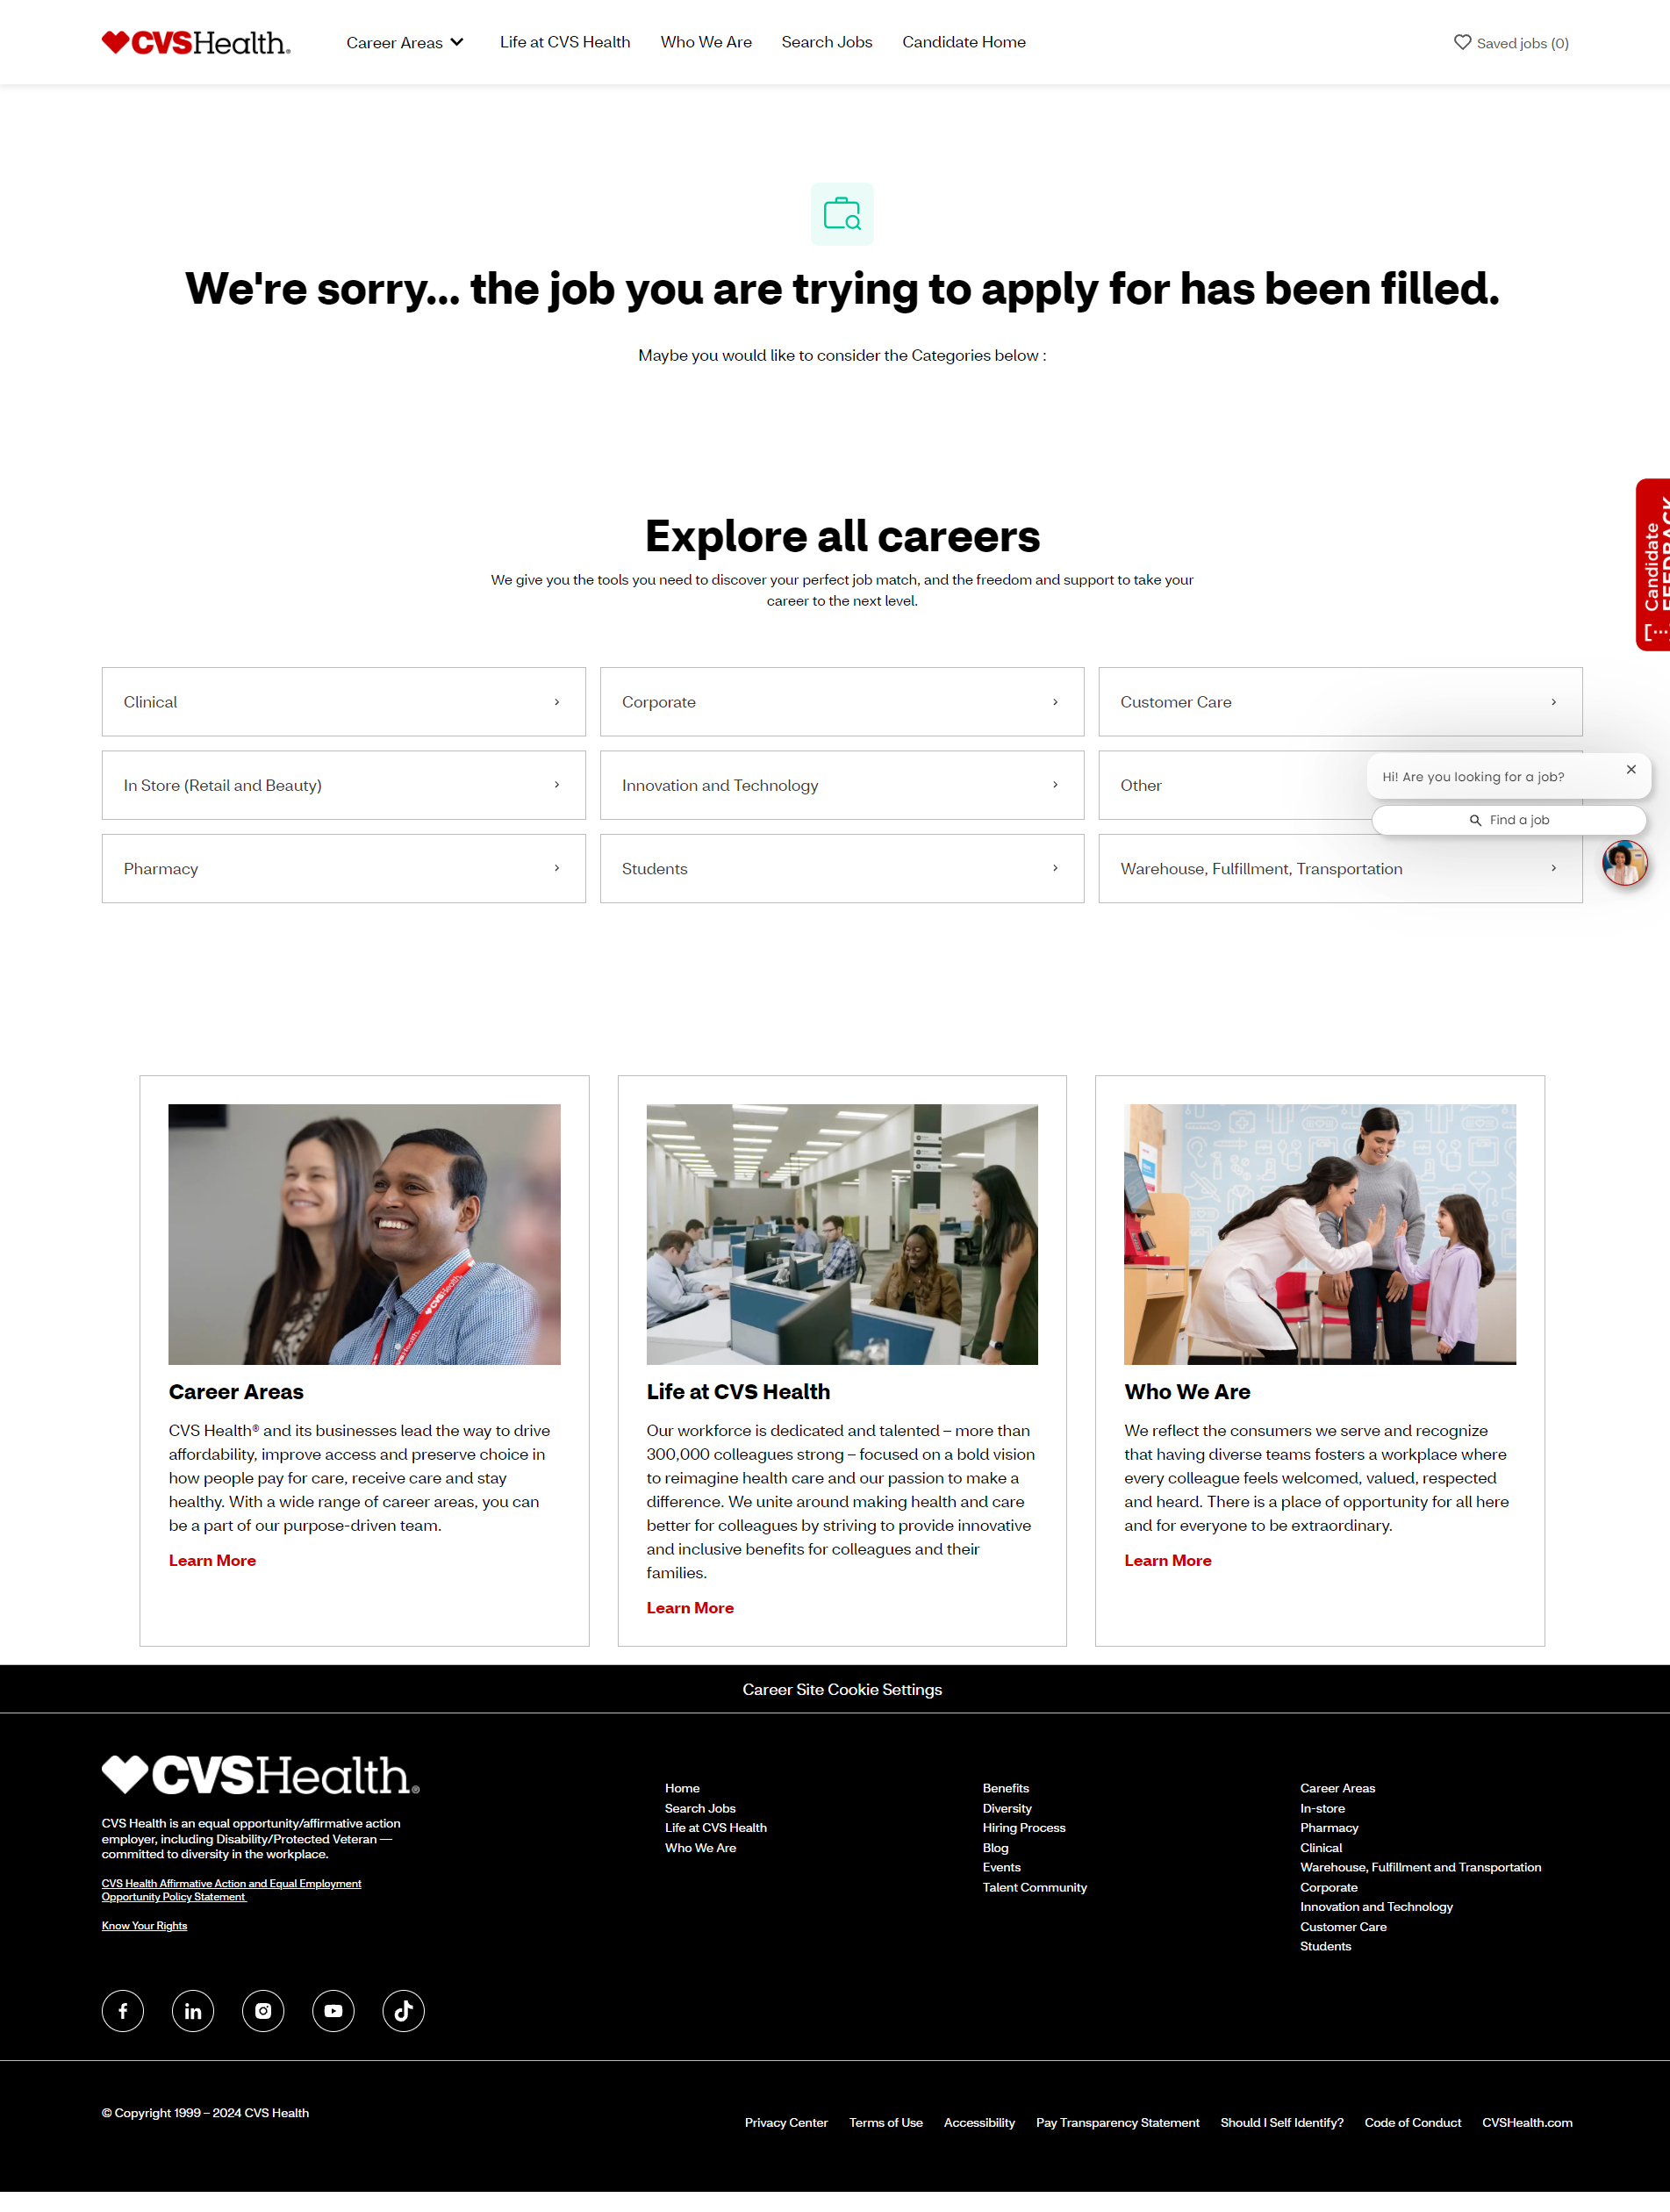 CVSHealth.
Career Areas
Life at CVS Health
Who We Are
Search Jobs
Candidate Home
Saved jobs (0)
We're sorry... the job you are trying to apply for has been filled.
Maybe you would like to consider the Categories below :
Explore all careers
We give you the tools you need to discover your perfect job match, and the freedom and support to take your
career to the next level.
[...] Candidate
Clinical
Corporate
Customer Care
In Store (Retail and Beauty)
Innovation and Technology
Other
Hi! Are you looking for a job?
Find a job
Pharmacy
Students
Warehouse, Fulfillment, Transportation
Career Areas
CVS Health® and its businesses lead the way to drive
affordability, improve access and preserve choice in
how people pay for care, receive care and stay
healthy. With a wide range of career areas, you can
be a part of our purpose-driven team.
Learn More
Life at CVS Health
Our workforce is dedicated and talented – more than
300,000 colleagues strong – focused on a bold vision
to reimagine health care and our passion to make a
difference. We unite around making health and care
better for colleagues by striving to provide innovative
and inclusive benefits for colleagues and their
families.
Learn More
Who We Are
We reflect the consumers we serve and recognize
that having diverse teams fosters a workplace where
every colleague feels welcomed, valued, respected
and heard. There is a place of opportunity for all here
and for everyone to be extraordinary.
Learn More
Career Site Cookie Settings
CVSHealth®
CVS Health is an equal opportunity/affirmative action
employer, including Disability/Protected Veteran —
committed to diversity in the workplace.
CVS Health Affirmative Action and Equal Employment
Opportunity Policy Statement
Know Your Rights
Home
Search Jobs
Life at CVS Health
Who We Are
Benefits
Diversity
Hiring Process
Blog
Events
Talent Community
Career Areas
In-store
Pharmacy
Clinical
Warehouse, Fulfillment and Transportation
Corporate
Innovation and Technology
Customer Care
Students
© Copyright 1999 – 2024 CVS Health
Privacy Center
Terms of Use
Accessibility
Pay Transparency Statement
Should I Self Identify?
Code of Conduct
CVSHealth.com